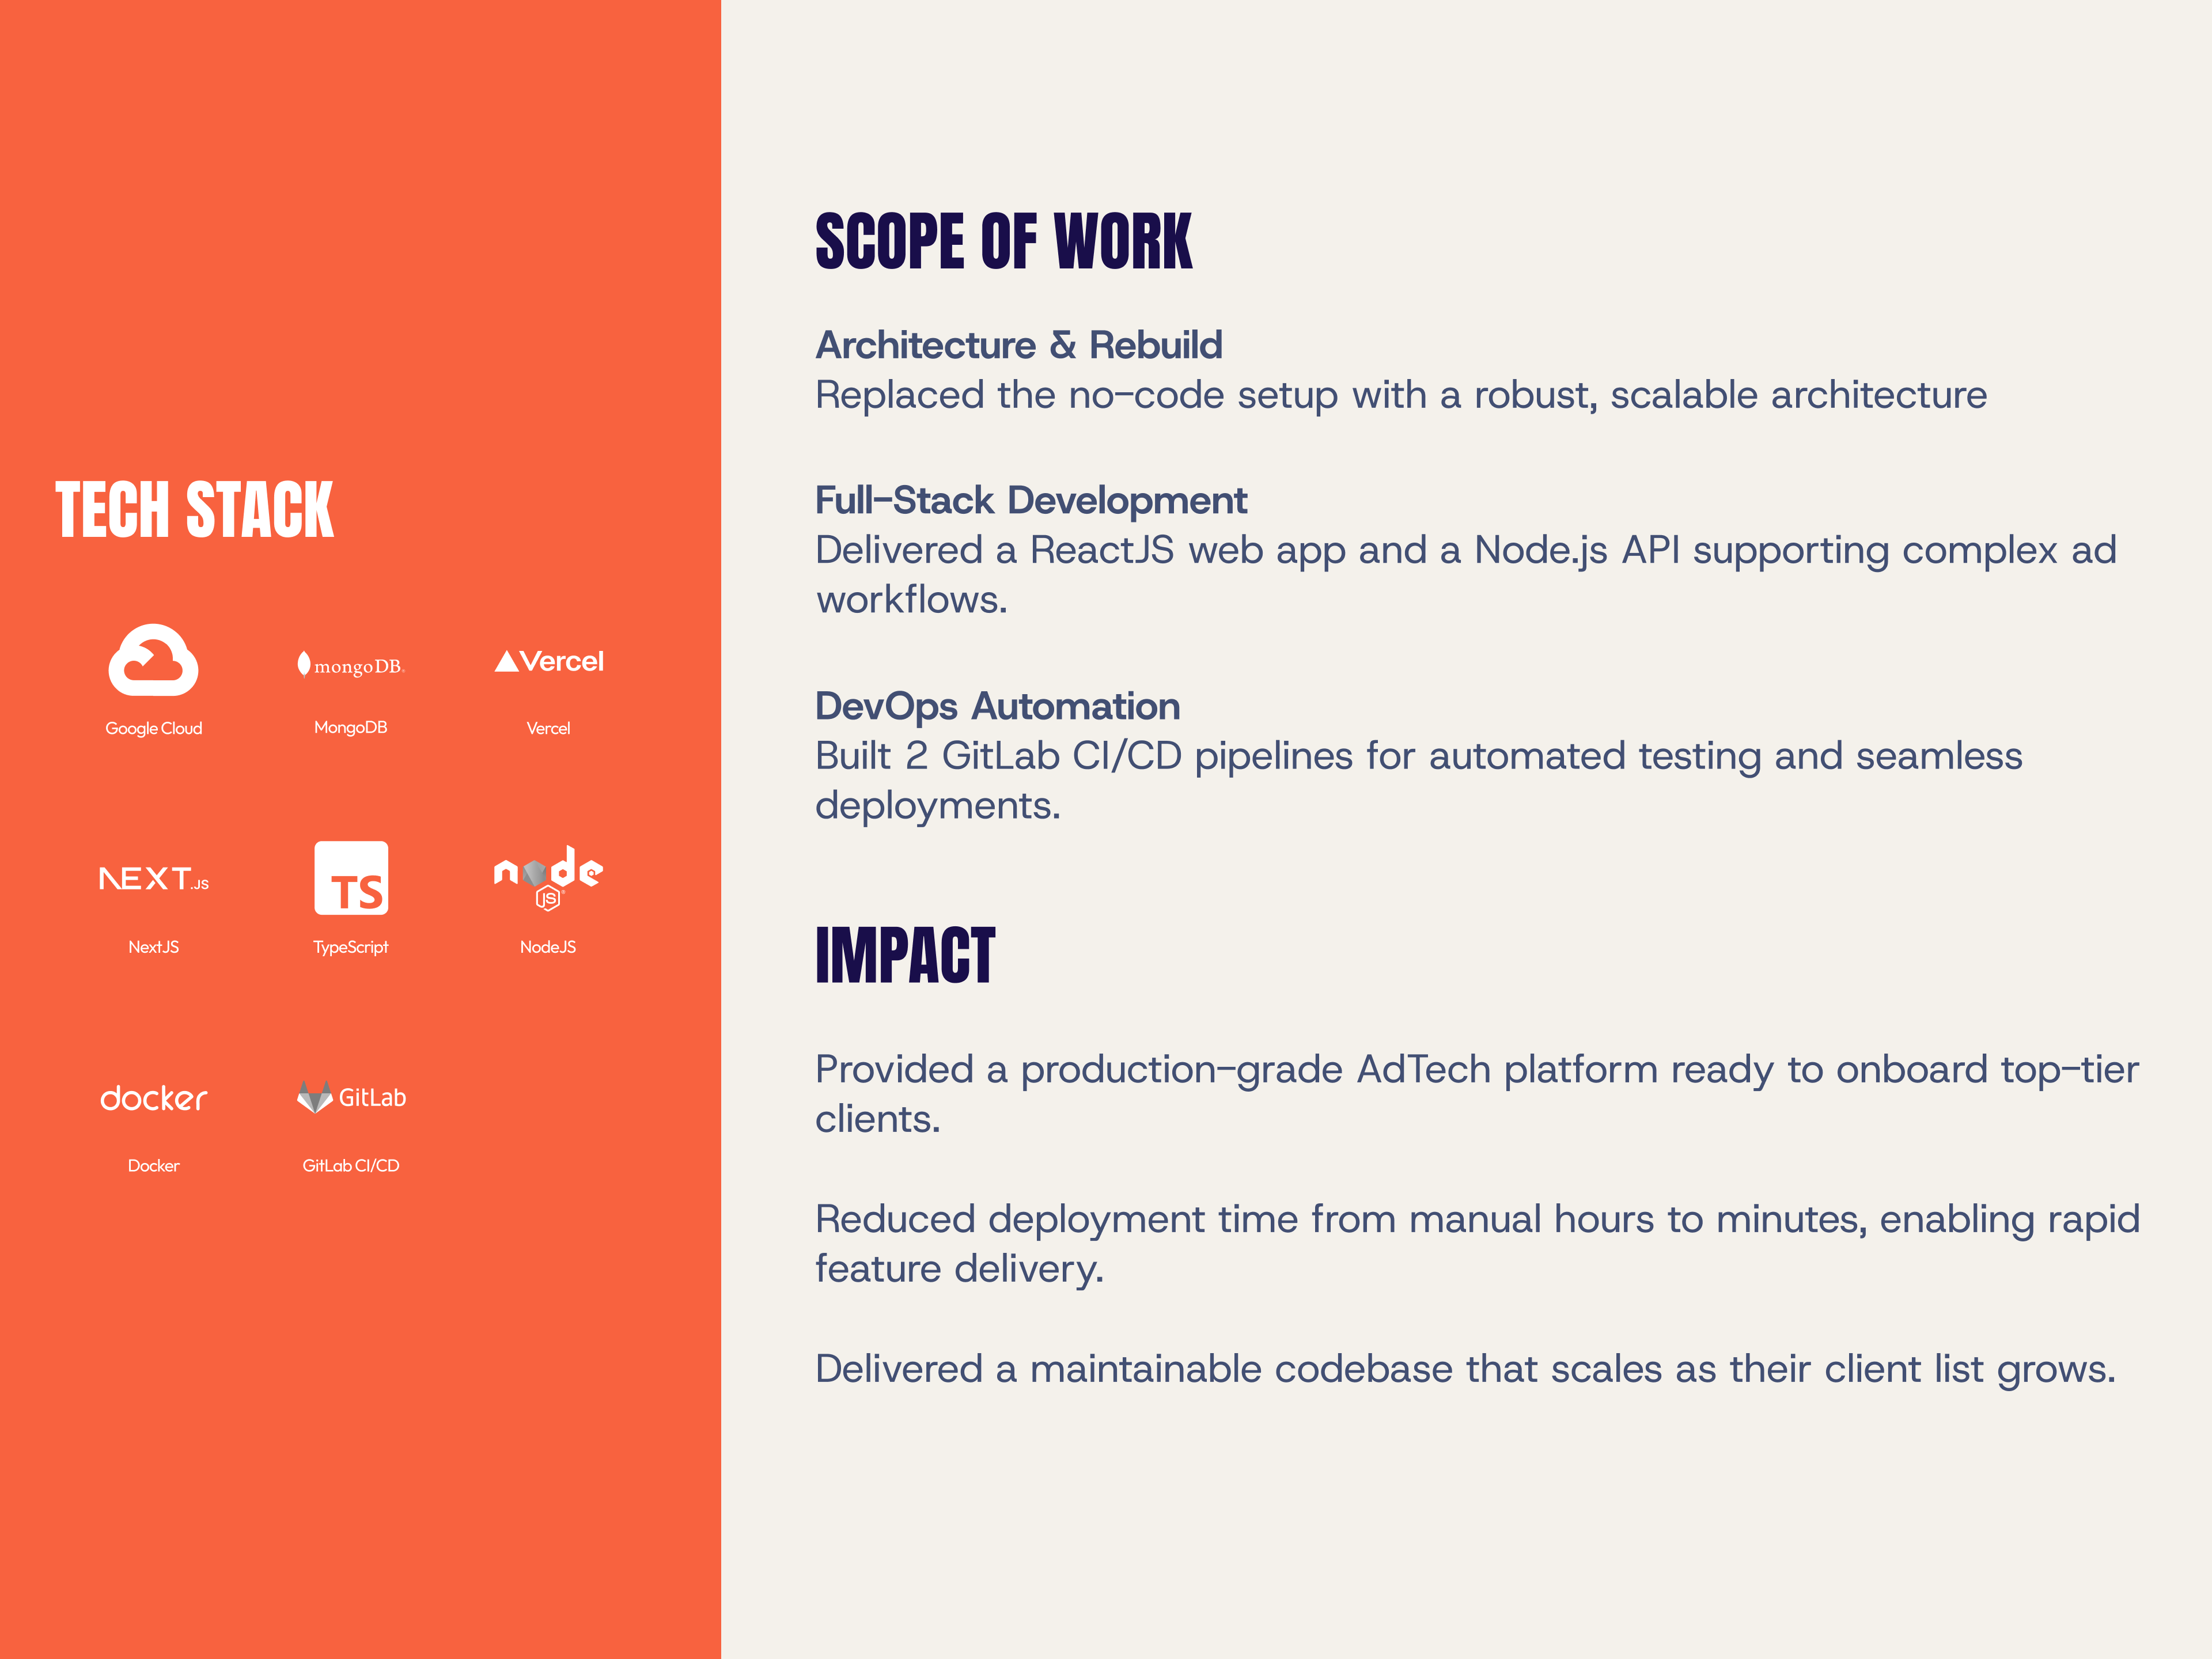 TECH STACK
mongoDB.
Vercel
Google Cloud
MongoDB
Vercel
NEXT.JS
TS
node
JS
NextJS
TypeScript
NodeJS
docker
GitLab
Docker
GitLab CI/CD
SCOPE OF WORK
Architecture & Rebuild
Replaced the no-code setup with a robust, scalable architecture
Full-Stack Development
Delivered a ReactJS web app and a Node.js API supporting complex ad
workflows.
DevOps Automation
Built 2 GitLab CI/CD pipelines for automated testing and seamless
deployments.
IMPACT
Provided a production-grade AdTech platform ready to onboard top-tier
clients.
Reduced deployment time from manual hours to minutes, enabling rapid
feature delivery.
Delivered a maintainable codebase that scales as their client list grows.